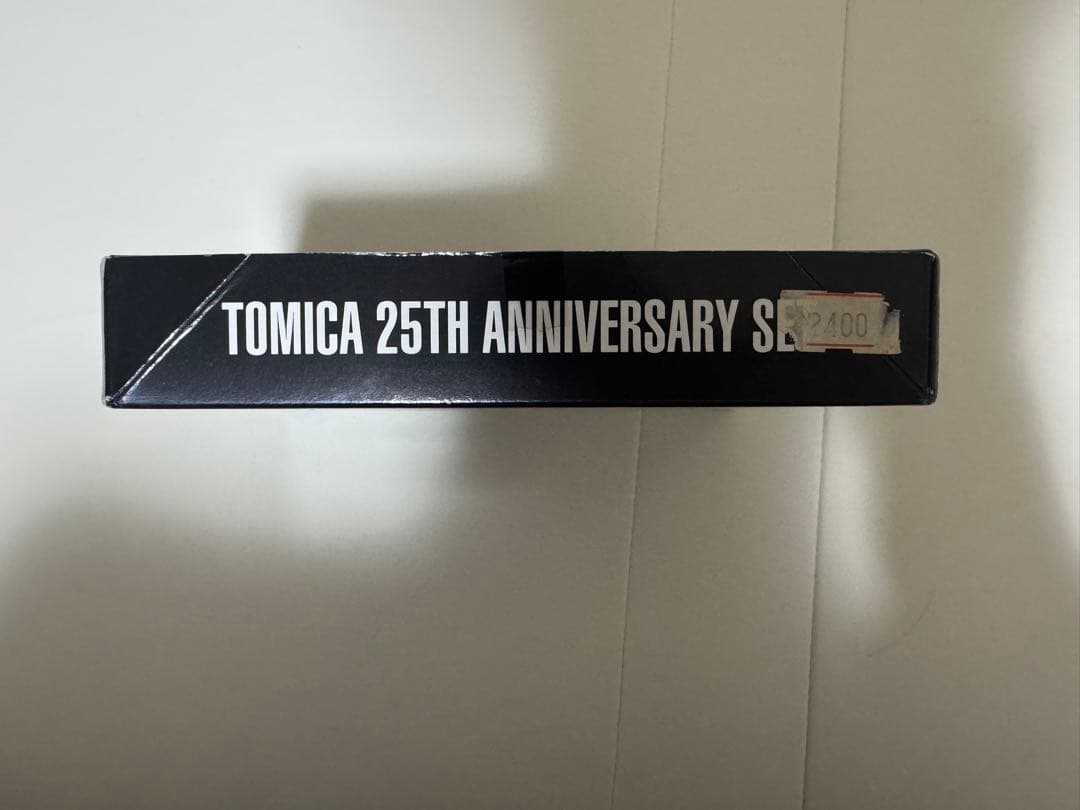 TOMICA 25TH ANNIVERSARY SE
2400